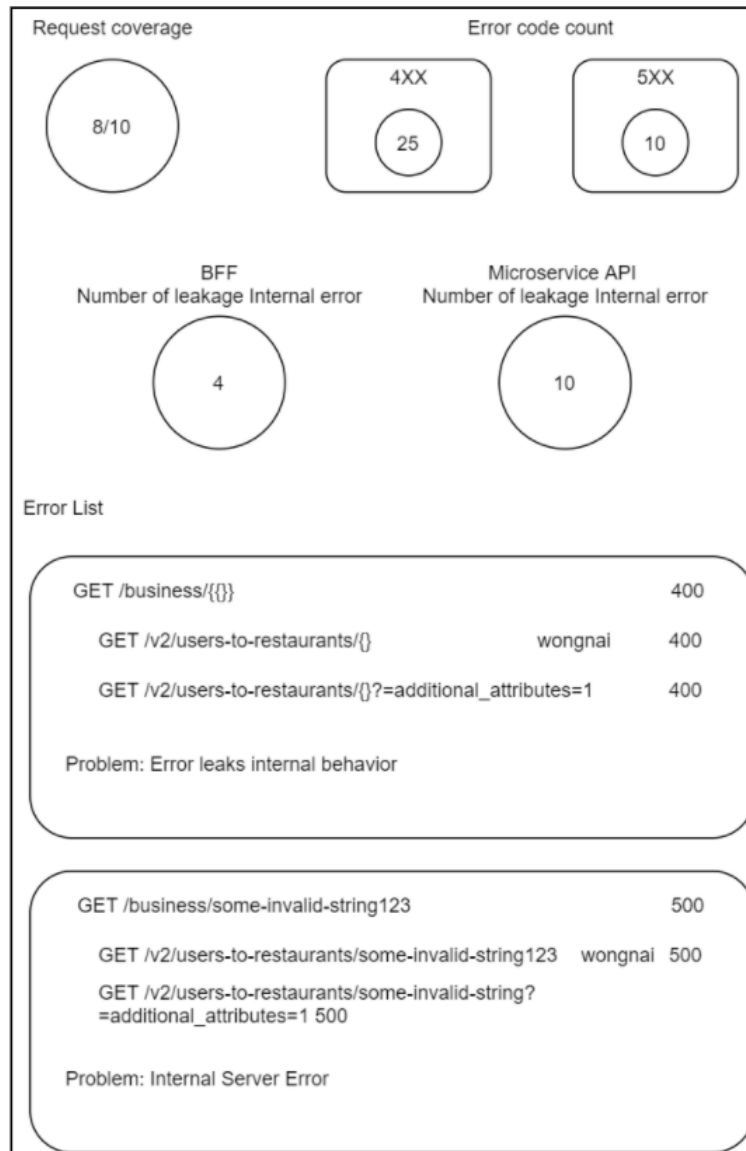 Request coverage
Error code count
8/10
4XX
25
5XX
10
BFF
Number of leakage Internal error
4
Microservice API
Number of leakage Internal error
10
Error List
GET /business/{{}} 400
GET /v2/users-to-restaurants/{} wongnai 400
GET /v2/users-to-restaurants/{}?=additional_attributes=1 400
Problem: Error leaks internal behavior
GET /business/some-invalid-string123 500
GET /v2/users-to-restaurants/some-invalid-string123 wongnai 500
GET /v2/users-to-restaurants/some-invalid-string?
=additional_attributes=1 500
Problem: Internal Server Error